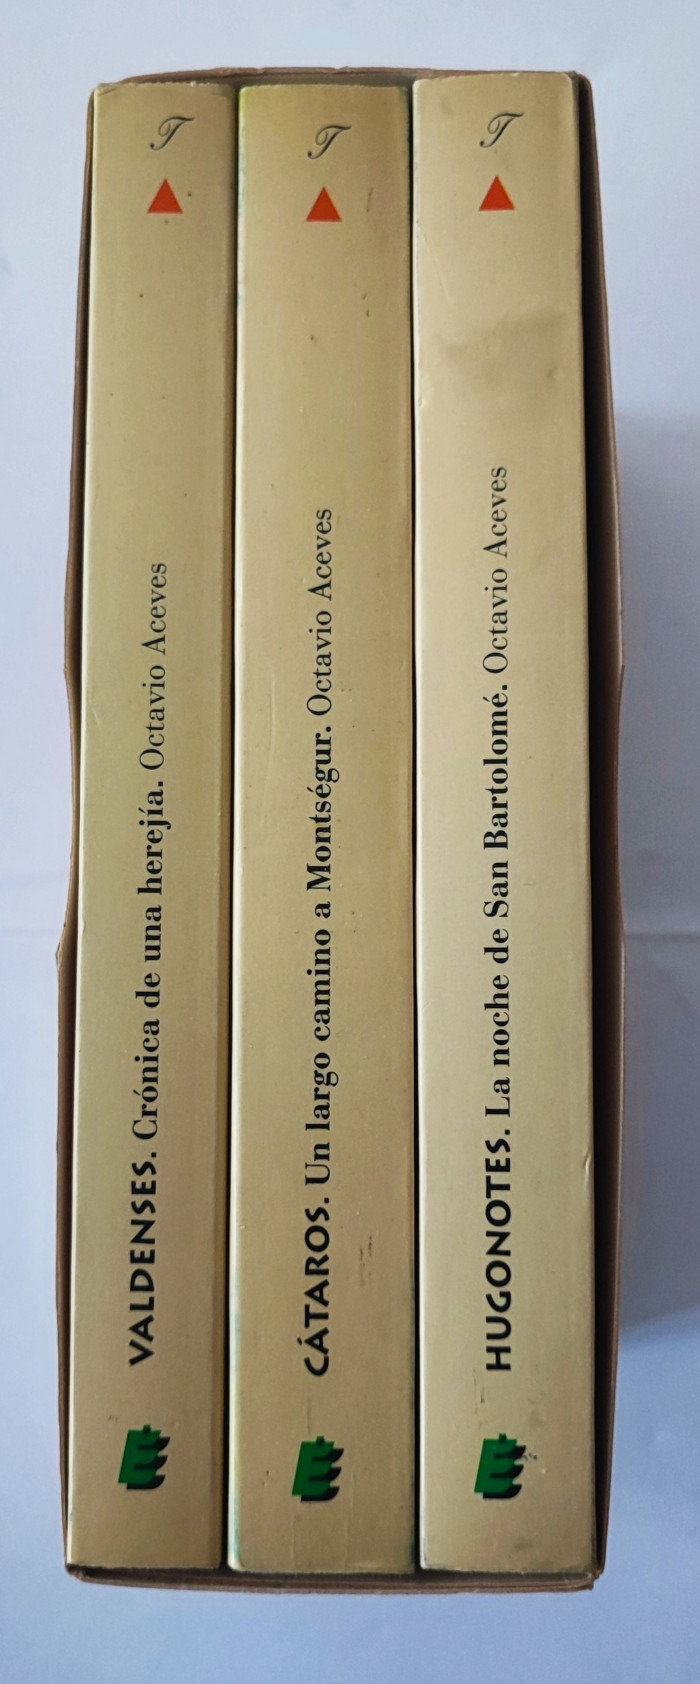 VALDENSES. Crónica de una herejía. Octavio Aceves
T
CÁTAROS. Un largo camino a Montségur. Octavio Aceves
T
HUGONOTES. La noche de San Bartolomé. Octavio Aceves
T